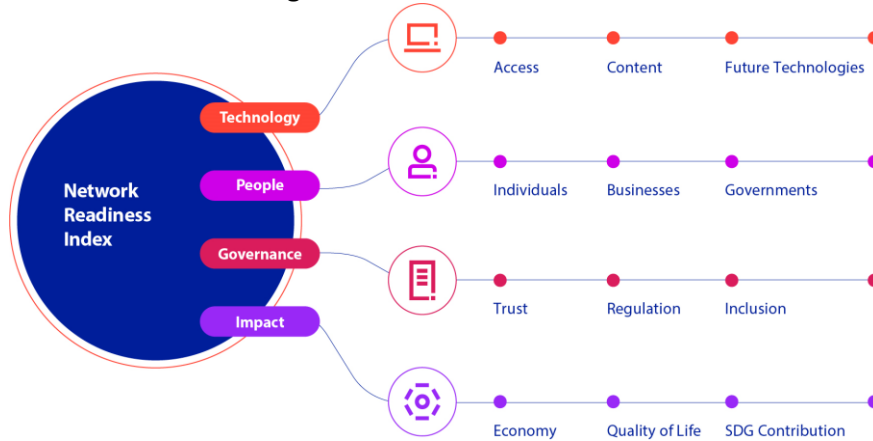 Network
Readiness
Index
Technology
Access
Content
Future Technologies
People
Individuals
Businesses
Governments
Governance
Trust
Regulation
Inclusion
Impact
Economy
Quality of Life
SDG Contribution